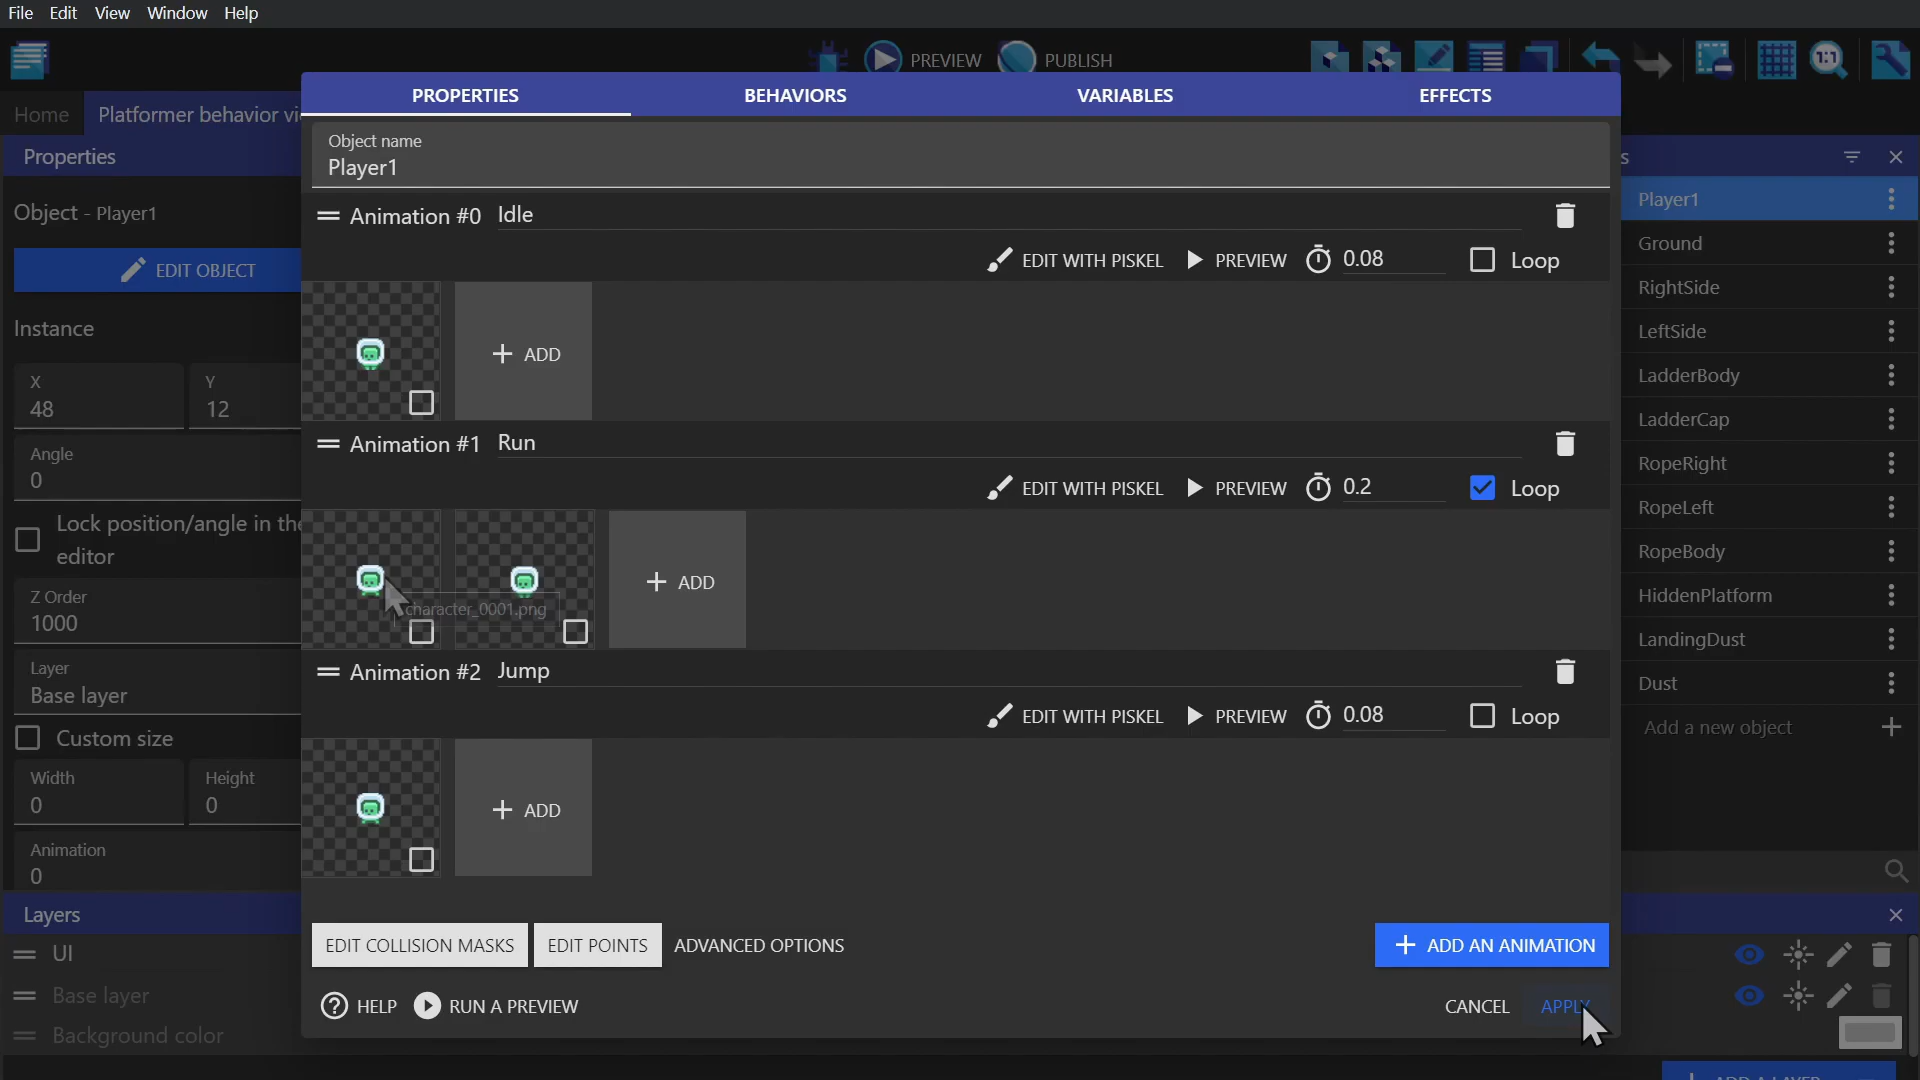 File Edit View Window Help
PREVIEW PUBLISH
Home Platformer behavior
PROPERTIES BEHAVIORS VARIABLES EFFECTS
Properties
Object - Player1
EDIT OBJECT
Instance
X
48
Y
12
Angle
0
Lock position/angle in the
editor
Z Order
1000
Layer
Base layer
Custom size
Width
0
Height
0
Animation
0
Layers
UI
Base layer
Background color
Object name
Player1
Animation #0 Idle
EDIT WITH PISKEL PREVIEW 0.08 Loop
ADD
Animation #1 Run
EDIT WITH PISKEL PREVIEW 0.2 Loop
ADD
character_0001.png
Animation #2 Jump
EDIT WITH PISKEL PREVIEW 0.08 Loop
ADD
EDIT COLLISION MASKS EDIT POINTS ADVANCED OPTIONS ADD AN ANIMATION
HELP RUN A PREVIEW CANCEL APPLY
Player1
Ground
RightSide
LeftSide
LadderBody
LadderCap
RopeRight
RopeLeft
RopeBody
HiddenPlatform
LandingDust
Dust
Add a new object